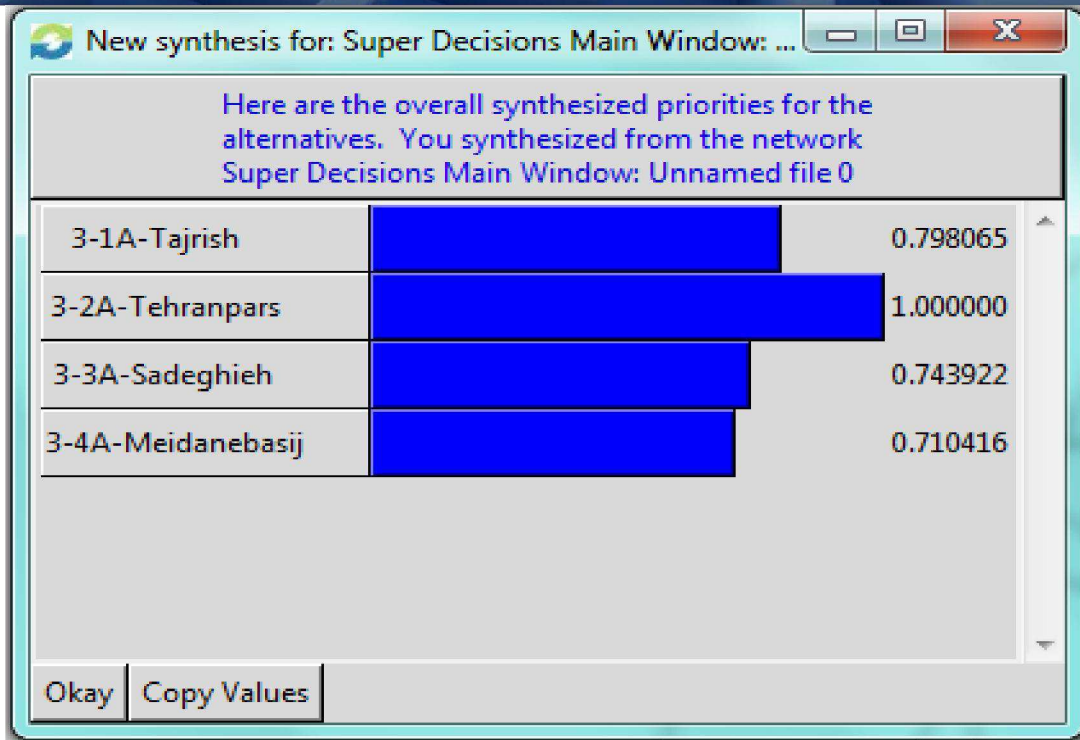 New synthesis for: Super Decisions Main Window: ...
Here are the overall synthesized priorities for the
alternatives. You synthesized from the network
Super Decisions Main Window: Unnamed file 0
3-1A-Tajrish 0.798065
3-2A-Tehranpars 1.000000
3-3A-Sadeghieh 0.743922
3-4A-Meidanebasij 0.710416
Okay Copy Values